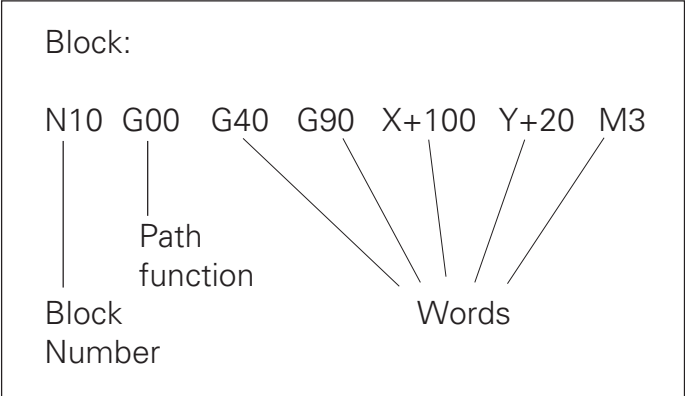 Block:
N10 G00 G40 G90 X+100 Y+20 M3
Path
function
Block
Number
Words